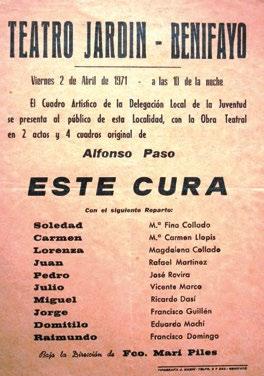 TEATRO JARDIN - BENIFAYO
Viernes 2 de Abril de 1971 - a las 10 de la noche
El Cuadro Artístico de la Delegación Local de la Juventud
se presenta al público de esta Localidad, con la Obra Teatral
en 2 actos y 4 cuadros original de
Alfonso Paso
ESTE CURA
Con el siguiente Reparto:
Soledad M.ª Fina Collado
Carmen M.ª Carmen Llopis
Lorenza Magdalena Collado
Juan Rafael Martinez
Pedro José Rovira
Julio Vicente Marco
Miguel Ricardo Dasí
Jorge Francisco Guillén
Domitilo Eduardo Machí
Raimundo Francisco Domingo
Bajo la Dirección de Fco. Marí Piles